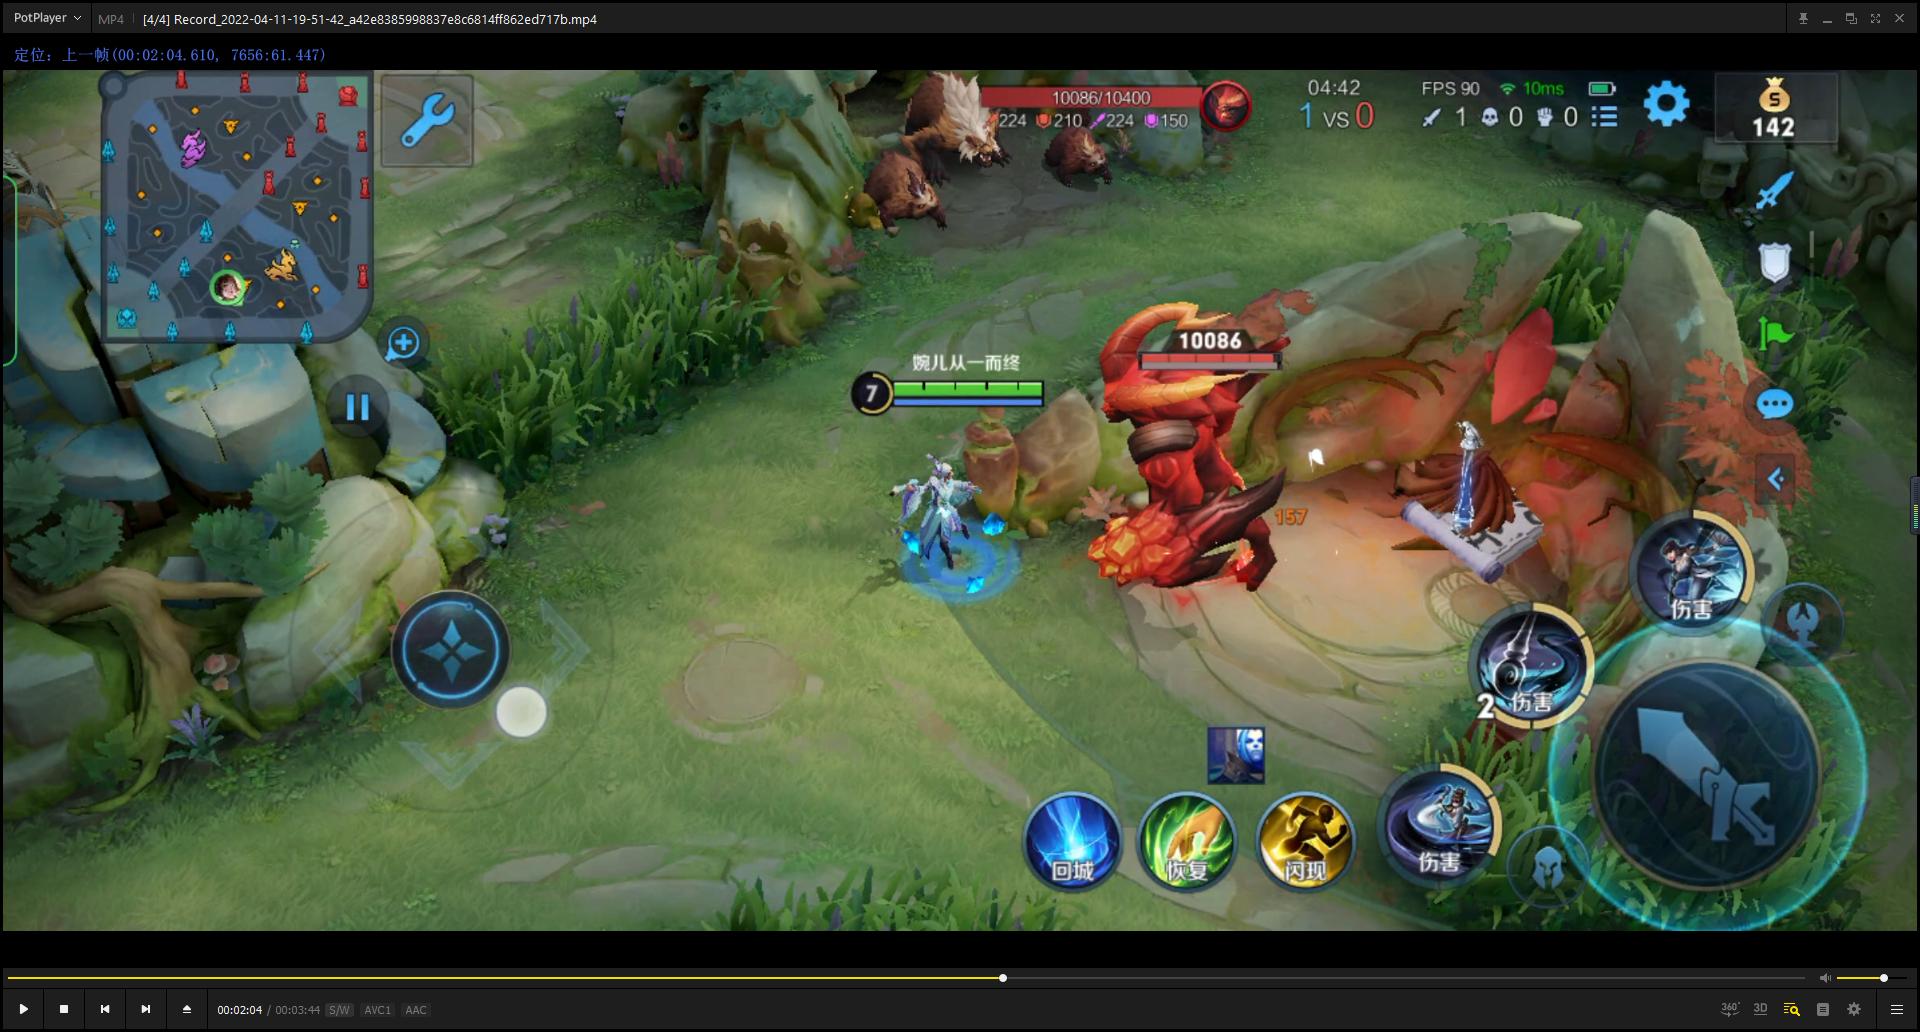 PotPlayer MP4 [4/4] Record_2022-04-11-19-51-42_a42e8385998837e8c6814ff862ed717b.mp4
定位：上一帧(00:02:04.610, 7656:61.447)
10086/10400
224 210 224 150
04:42
1 VS 0
FPS 90 10ms
1 0 0
S
142
10086
婉儿从一而终
7
157
伤害
2 伤害
伤害
回城 恢复 闪现
00:02:04 / 00:03:44 S/W AVC1 AAC
360° 3D